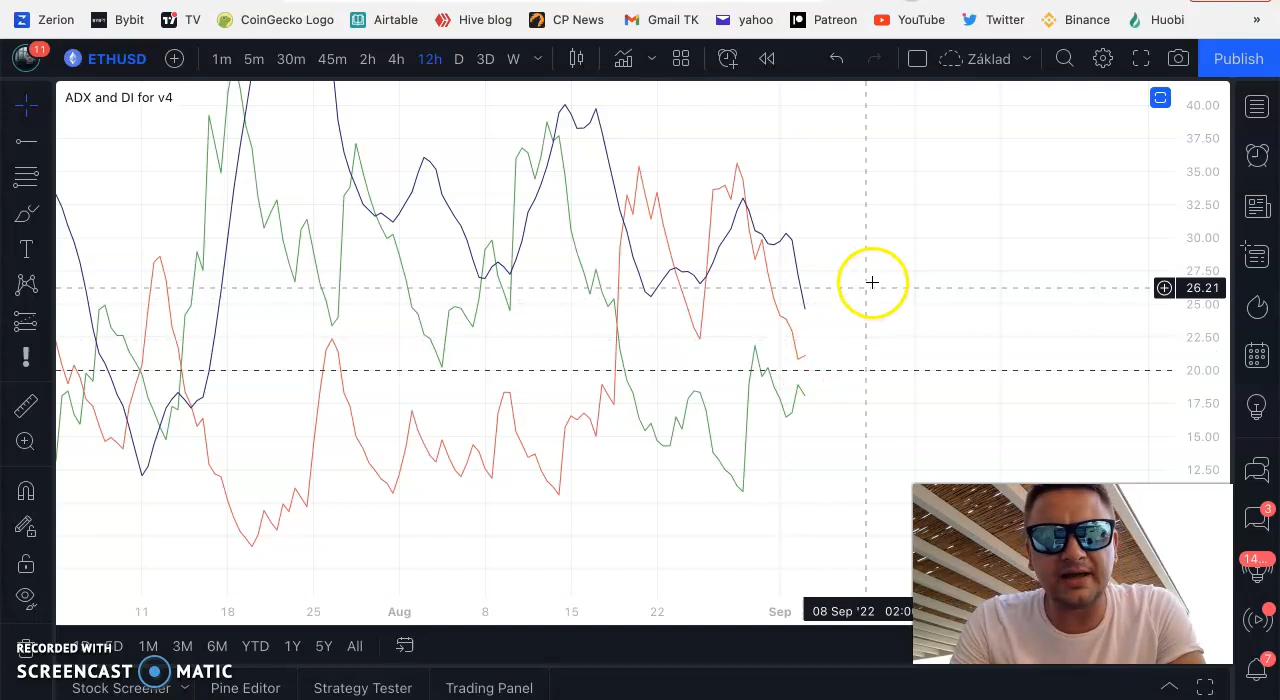 Zerion Bybit TV CoinGecko Logo Airtable Hive blog CP News Gmail TK yahoo Patreon YouTube Twitter Binance Huobi »
11 ETHUSD 1m 5m 30m 45m 2h 4h 12h D 3D W Základ Publish
ADX and DI for v4
40.00
37.50
35.00
32.50
30.00
27.50
26.21
25.00
22.50
20.00
17.50
15.00
12.50
3
14...
11 18 25 Aug 8 15 22 Sep 08 Sep '22 02:0
5D 1M 3M 6M YTD 1Y 5Y All
RECORDED WITH
SCREENCAST MATIC
7
Stock Screener Pine Editor Strategy Tester Trading Panel